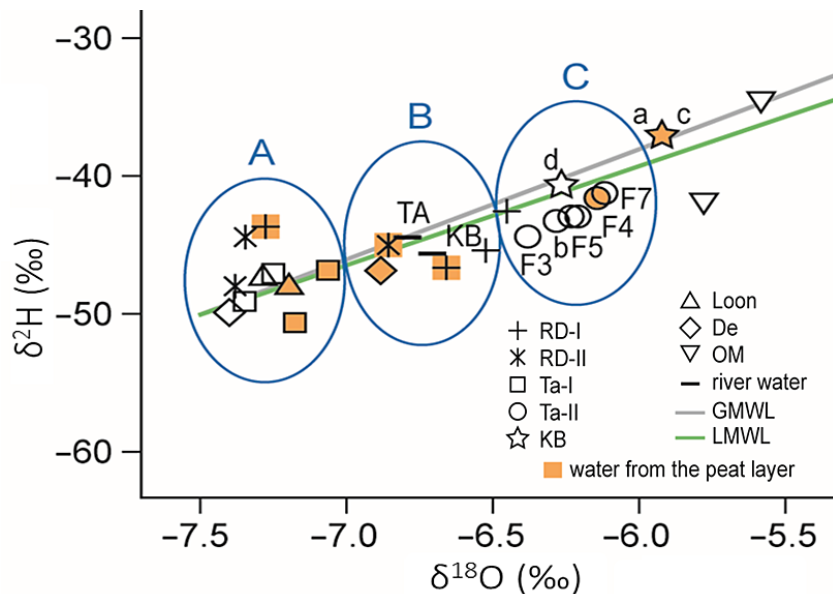 −30
−40
−50
−60
δ²H (‰)
−7.5
−7.0
−6.5
−6.0
−5.5
δ¹⁸O (‰)
A
B
C
a c
d
TA
KB
F7
F4
bF5
F3
RD-I
RD-II
Ta-I
Ta-II
KB
Loon
De
OM
river water
GMWL
LMWL
water from the peat layer